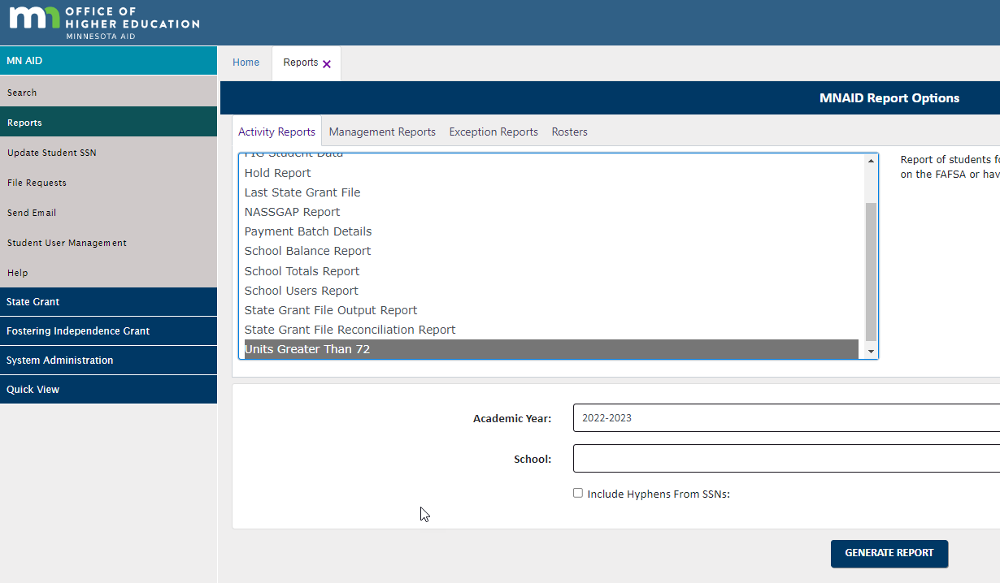 mn OFFICE OF
HIGHER EDUCATION
MINNESOTA AID
MN AID
Search
Reports
Update Student SSN
File Requests
Send Email
Student User Management
Help
State Grant
Fostering Independence Grant
System Administration
Quick View
Home
Reports
MNAID Report Options
Activity Reports
Management Reports
Exception Reports
Rosters
FIG Student Data
Hold Report
Last State Grant File
NASSGAP Report
Payment Batch Details
School Balance Report
School Totals Report
School Users Report
State Grant File Output Report
State Grant File Reconciliation Report
Units Greater Than 72
Report of students
on the FAFSA or hav
Academic Year:
2022-2023
School:
Include Hyphens From SSNs:
GENERATE REPORT